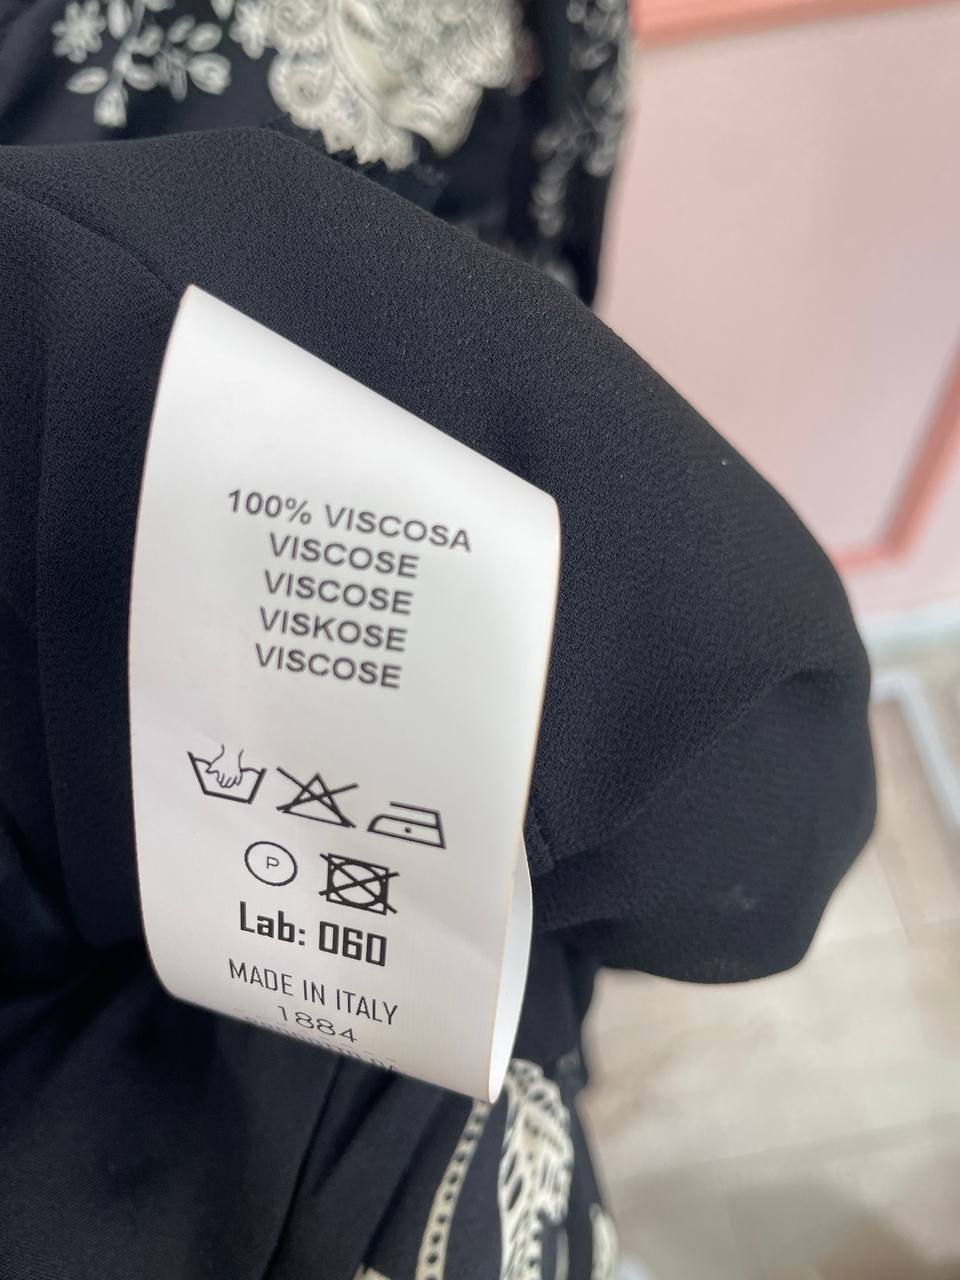 100% VISCOSA
VISCOSE
VISCOSE
VISKOSE
VISCOSE
P
Lab: 060
MADE IN ITALY
1884